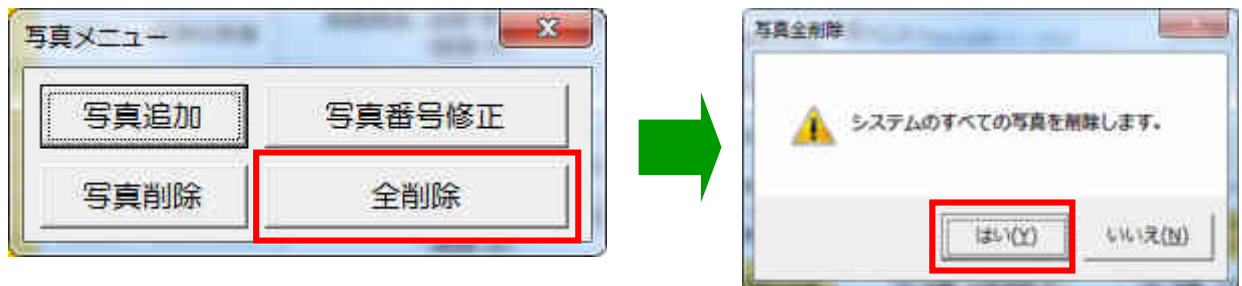 写真メニュー
写真追加
写真番号修正
写真削除
全削除
写真全削除
システムのすべての写真を削除します。
はい(Y)
いいえ(N)